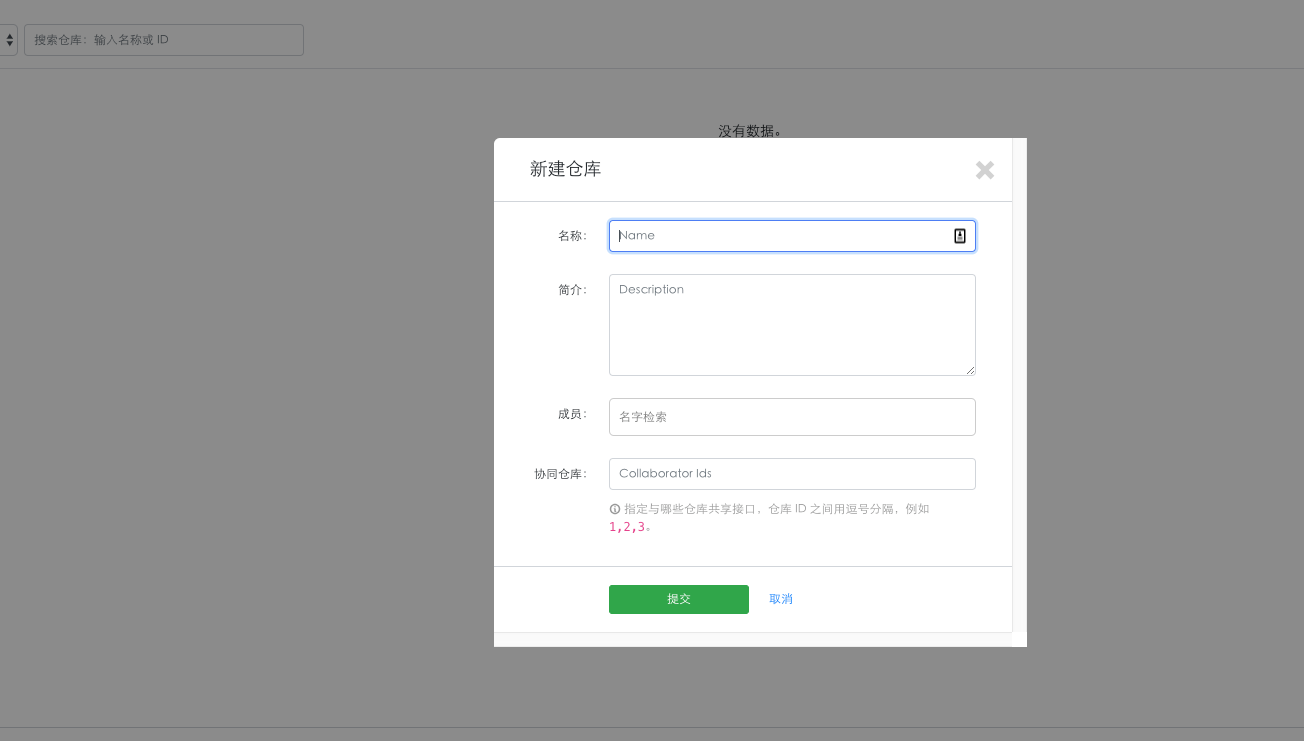 搜索仓库：输入名称或 ID
没有数据。
新建仓库
名称：
Name
简介：
Description
成员：
名字检索
协同仓库：
Collaborator Ids
指定与哪些仓库共享接口，仓库 ID 之间用逗号分隔，例如
1,2,3。
提交 取消